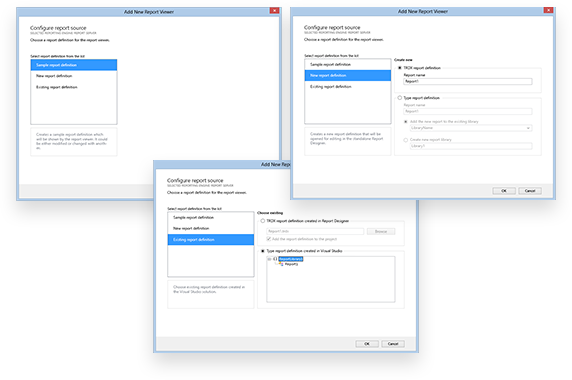 Add New Report Viewer
Configure report source
SELECTED REPORTING ENGINE: REPORT SERVER
Choose a report definition for the report viewer.
Select report definition from the list
Sample report definition
New report definition
Existing report definition
Creates a sample report definition which
will be shown by the report viewer. It could
be either modified or changed with anoth-
er.
Add New Report Viewer
Configure report source
SELECTED REPORTING ENGINE: REPORT SERVER
Choose a report definition for the report viewer.
Select report definition from the list
Sample report definition
New report definition
Existing report definition
Creates a new report definition that will be
opened for editing in the standalone Report
Designer.
Create new
TRDX report definition
Report name
Report1
Type report definition
Report name
Report1
Add the new report to the existing library
LibraryName
Create new report library
Library1
OK
Cancel
Add New
Configure report source
SELECTED REPORTING ENGINE: REPORT SERVER
Choose a report definition for the report viewer.
Select report definition from the list
Sample report definition
New report definition
Existing report definition
Choose existing report definition created in
the Visual Studio solution.
Choose existing
TRDX report definition created in Report Designer
Browse
Add the report definition to the project
Type report definition created in Visual Studio
Report1
OK
Cancel